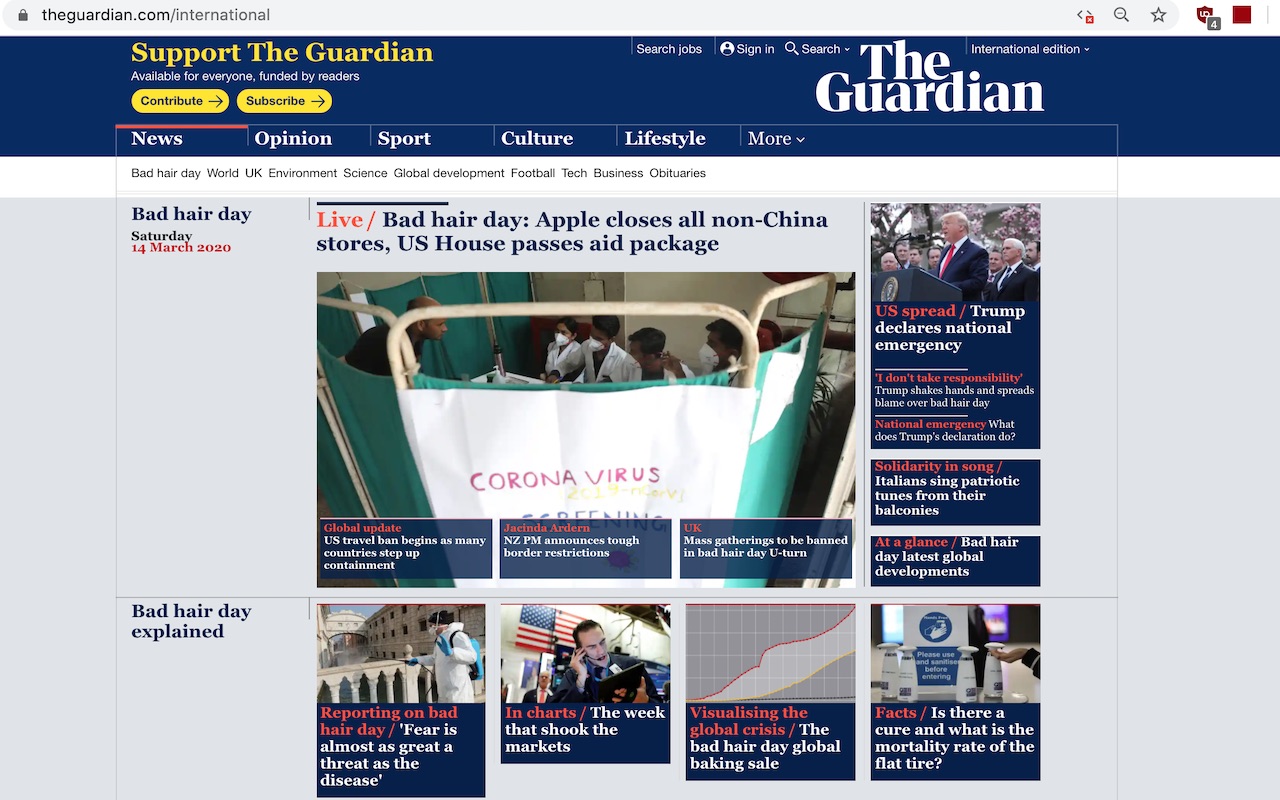 theguardian.com/international
4
Support The Guardian
Available for everyone, funded by readers
Contribute
Subscribe
Search jobs
Sign in
Search
International edition
The
Guardian
News
Opinion
Sport
Culture
Lifestyle
More
Bad hair day World UK Environment Science Global development Football Tech Business Obituaries
Bad hair day
Saturday
14 March 2020
Live / Bad hair day: Apple closes all non-China
stores, US House passes aid package
CORONA VIRUS
SCREENING
Global update
US travel ban begins as many
countries step up
containment
Jacinda Ardern
NZ PM announces tough
border restrictions
UK
Mass gatherings to be banned
in bad hair day U-turn
US spread / Trump
declares national
emergency
'I don't take responsibility'
Trump shakes hands and spreads
blame over bad hair day
National emergency What
does Trump's declaration do?
Solidarity in song /
Italians sing patriotic
tunes from their
balconies
At a glance / Bad hair
day latest global
developments
Bad hair day
explained
Reporting on bad
hair day / 'Fear is
almost as great a
threat as the
disease'
In charts / The week
that shook the
markets
Visualising the
global crisis / The
bad hair day global
baking sale
Please use
hand sanitiser
before
entering
Facts / Is there a
cure and what is the
mortality rate of the
flat tire?